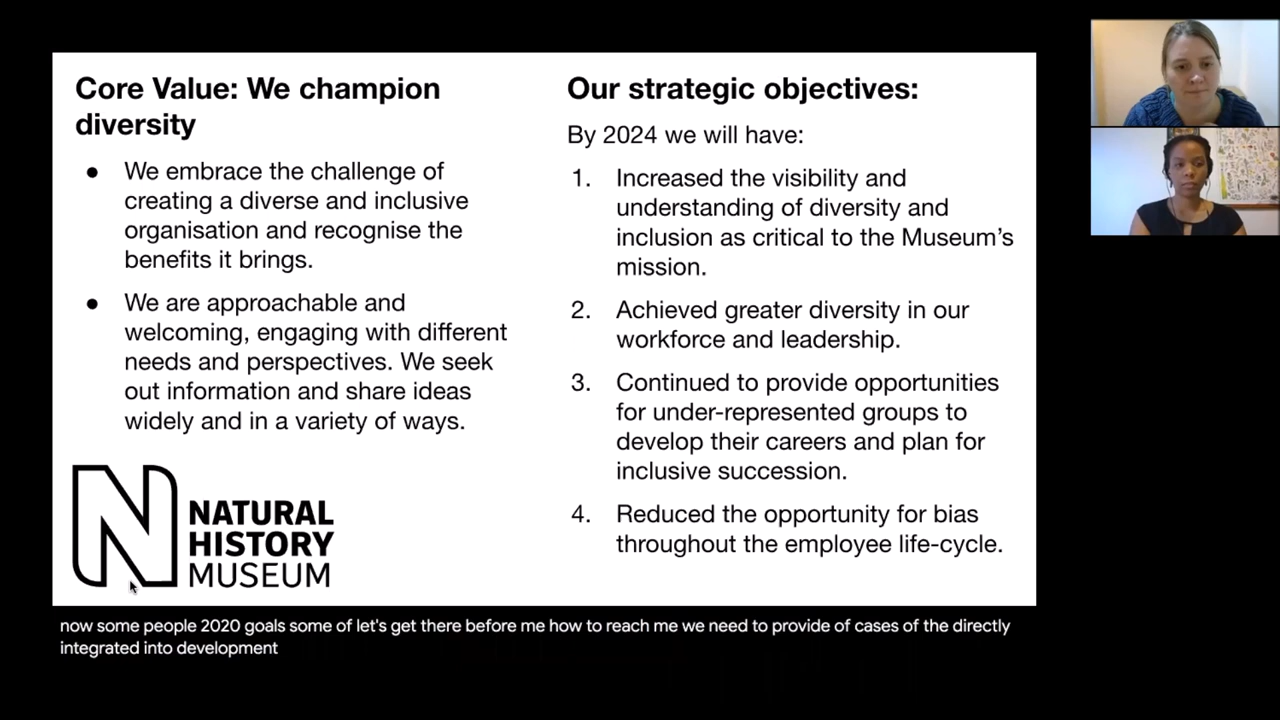 Core Value: We champion
diversity
● We embrace the challenge of
creating a diverse and inclusive
organisation and recognise the
benefits it brings.
● We are approachable and
welcoming, engaging with different
needs and perspectives. We seek
out information and share ideas
widely and in a variety of ways.
NATURAL
HISTORY
MUSEUM
Our strategic objectives:
By 2024 we will have:
1. Increased the visibility and
understanding of diversity and
inclusion as critical to the Museum’s
mission.
2. Achieved greater diversity in our
workforce and leadership.
3. Continued to provide opportunities
for under-represented groups to
develop their careers and plan for
inclusive succession.
4. Reduced the opportunity for bias
throughout the employee life-cycle.
now some people 2020 goals some of let's get there before me how to reach me we need to provide of cases of the directly
integrated into development